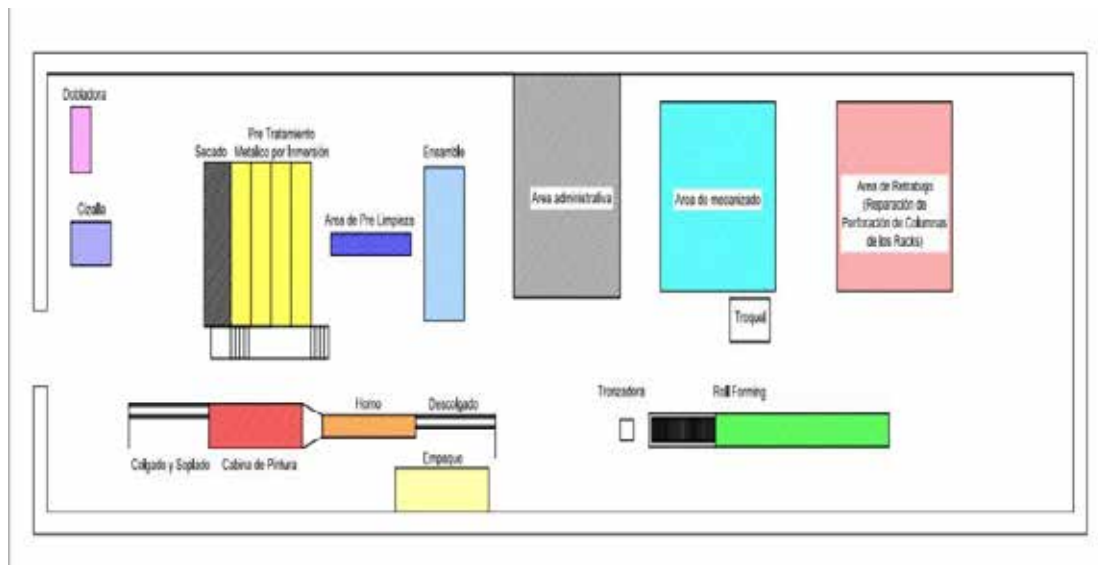 Dobladora
Pre Tratamiento
Secado
Metálico por Inmersión
Ensamble
Cizalla
Area de Pre Limpieza
Area administrativa
Area de mecanizado
Area de Retrabajo
(Reparación de
Perforación de Columnas
de los Racks)
Troquel
Tronzadora
Roll Forming
Horno
Descolgado
Colgado y Soplado
Cabina de Pintura
Empaque